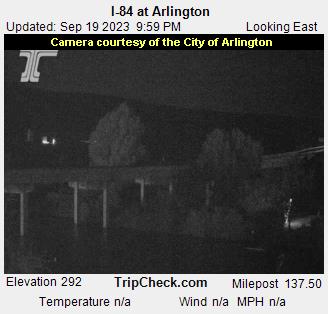 I-84 at Arlington
Updated: Sep 19 2023 9:59 PM Looking East
Camera courtesy of the City of Arlington
Elevation 292 TripCheck.com Milepost 137.50
Temperature n/a Wind n/a MPH n/a